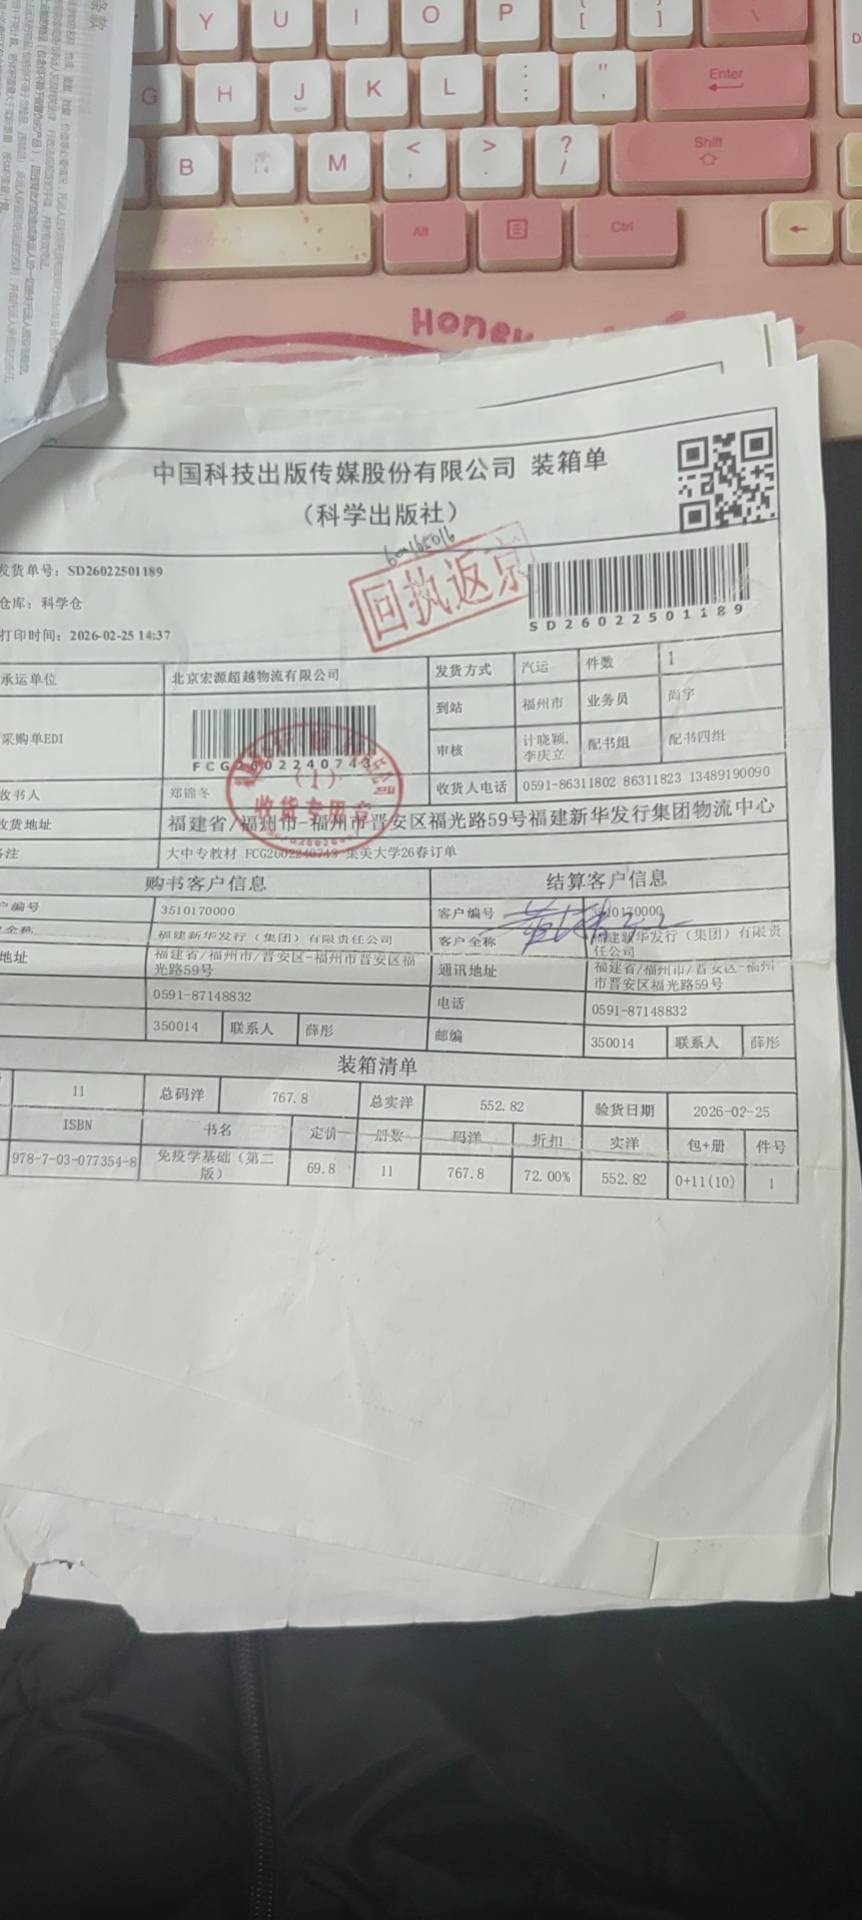 Y U I O P [ ] \
G H J K L : ; " ' Enter
B N M < , > . ? / Shift
Alt Ctrl
Honey
中国科技出版传媒股份有限公司 装箱单
（科学出版社）
发货单号：SD26022501189
仓库：科学仓
打印时间：2026-02-25 14:37
回执返京
SD26022501189
承运单位 北京宏源超越物流有限公司 发货方式 汽运 件数 1
到站 福州市 业务员 尚宇
采购单EDI FCG2602240743 审核 计晓颖, 李庆立 配书组 配书四组
收书人 郑锦冬 收货人电话 0591-86311802 86311823 13489190090
(1)
收货专用章
收货地址 福建省/福州市-福州市晋安区福光路59号福建新华发行集团物流中心
备注 大中专教材 FCG2602240743 集美大学26春订单
购书客户信息 结算客户信息
户编号 3510170000 客户编号 3510170000
全称 福建新华发行（集团）有限责任公司 客户全称 福建新华发行（集团）有限责任公司
地址 福建省/福州市/晋安区-福州市晋安区福光路59号 通讯地址 福建省/福州市/晋安区-福州市晋安区福光路59号
0591-87148832 电话 0591-87148832
350014 联系人 薛彤 邮编 350014 联系人 薛彤
装箱清单
11 总码洋 767.8 总实洋 552.82 验货日期 2026-02-25
ISBN 书名 定价 册数 码洋 折扣 实洋 包+册 件号
978-7-03-077354-8 免疫学基础（第二版） 69.8 11 767.8 72.00% 552.82 0+11(10) 1